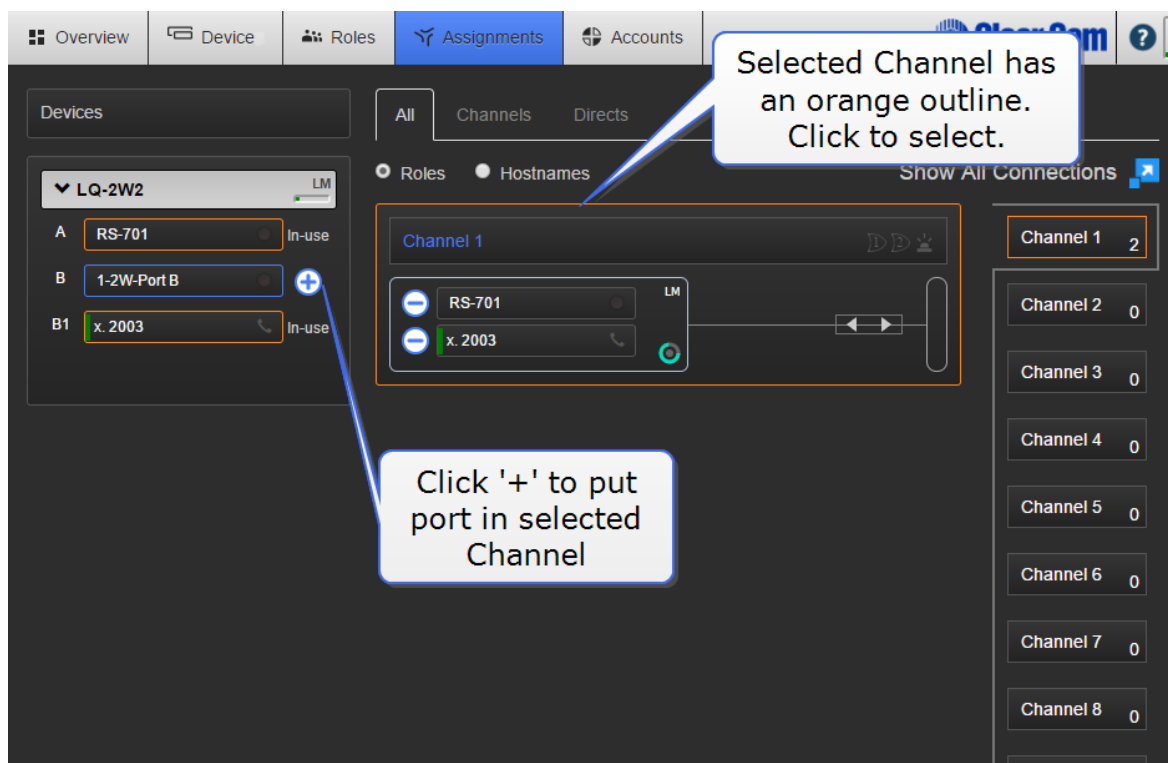 Overview
Device
Roles
Assignments
Accounts
Selected Channel has
an orange outline.
Click to select.
Devices
All
Channels
Directs
Roles
Hostnames
Show All Connections
LQ-2W2
LM
A
RS-701
In-use
B
1-2W-Port B
B1
x. 2003
In-use
Channel 1
1
2
RS-701
LM
x. 2003
Click '+' to put
port in selected
Channel
Channel 1 2
Channel 2 0
Channel 3 0
Channel 4 0
Channel 5 0
Channel 6 0
Channel 7 0
Channel 8 0